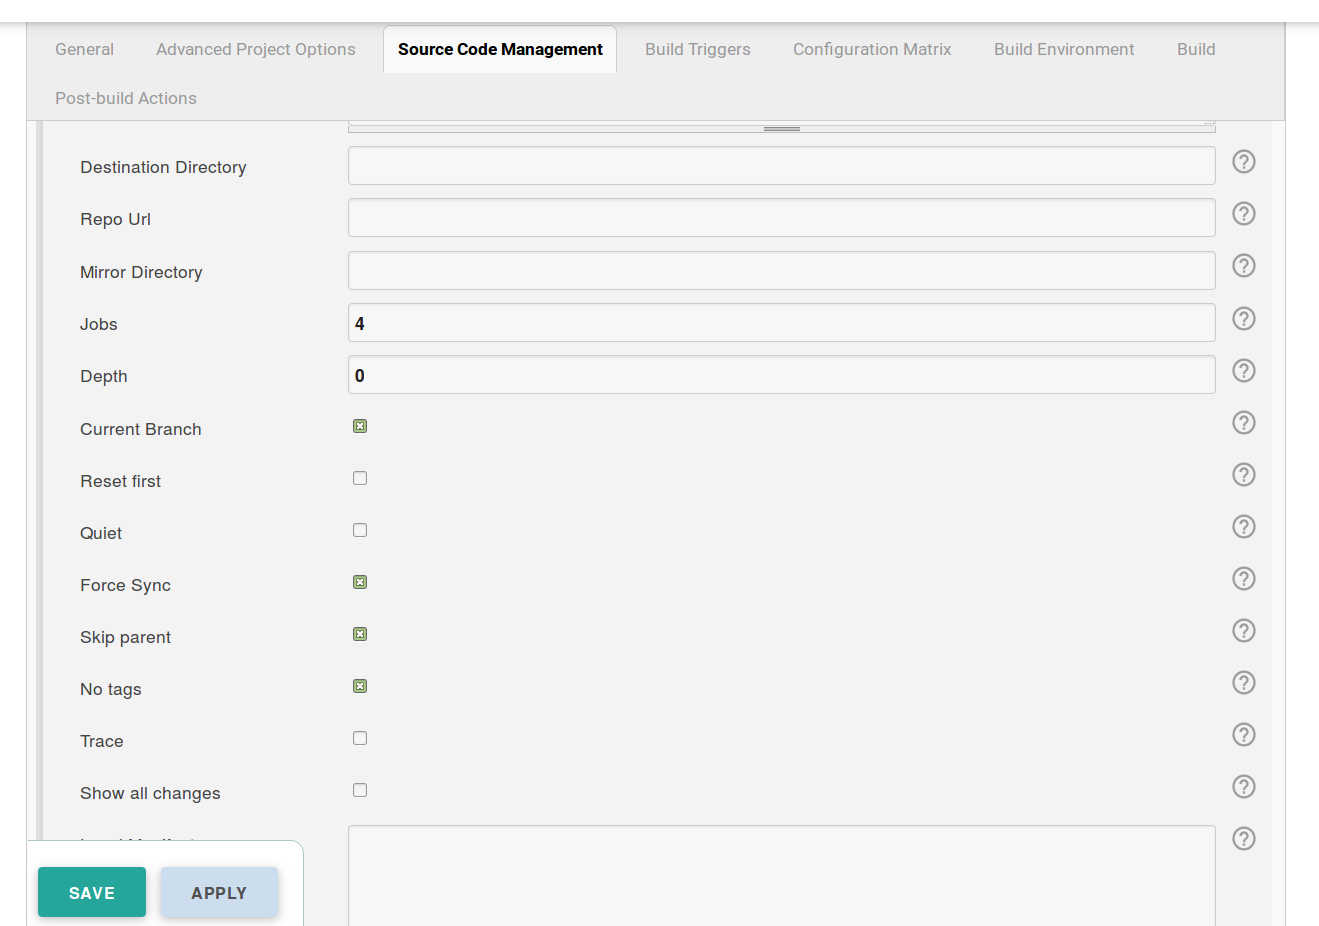 General Advanced Project Options Source Code Management Build Triggers Configuration Matrix Build Environment Build
Post-build Actions
Destination Directory
Repo Url
Mirror Directory
Jobs 4
Depth 0
Current Branch
Reset first
Quiet
Force Sync
Skip parent
No tags
Trace
Show all changes
SAVE APPLY